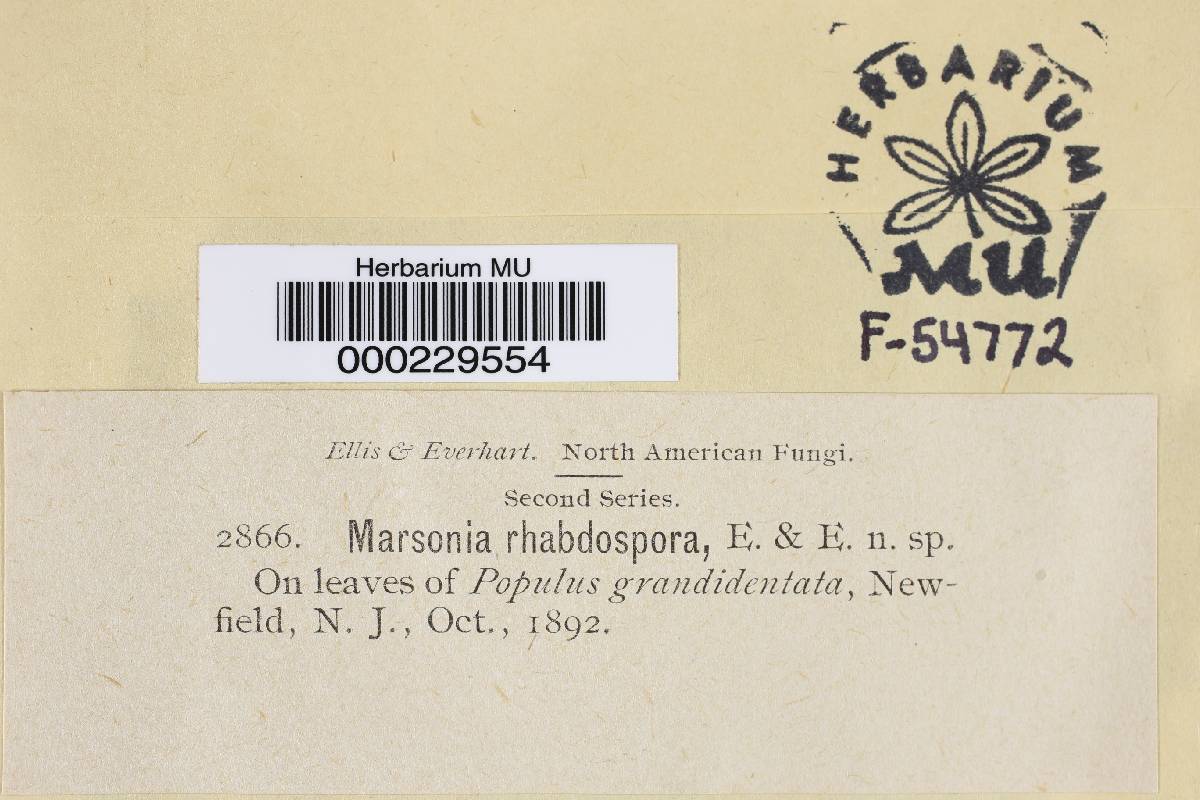 HERBARIUM
MU
F-54772
Herbarium MU
000229554
Ellis & Everhart. North American Fungi.
Second Series.
2866. Marsonia rhabdospora, E. & E. n. sp.
On leaves of Populus grandidentata, New-
field, N. J., Oct., 1892.